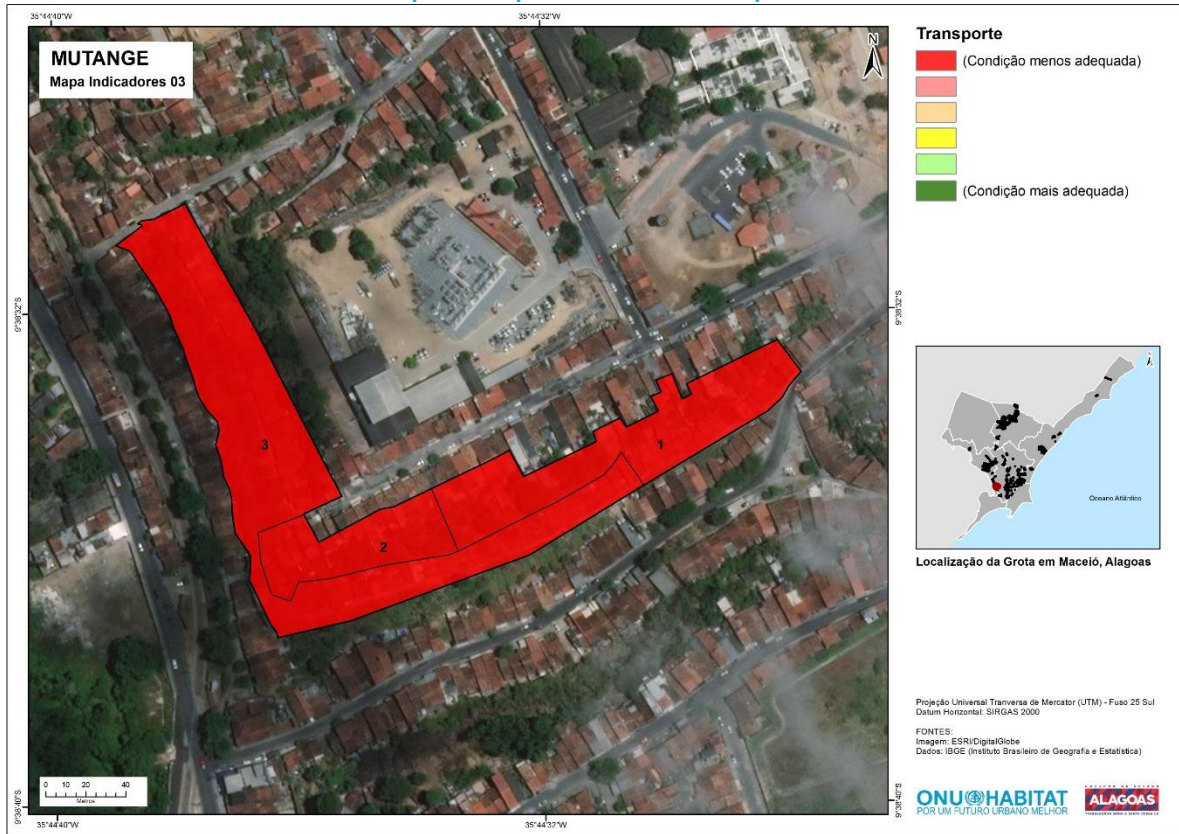 35°44'40"W
35°44'32"W
MUTANGE
Mapa Indicadores 03
N
Transporte
(Condição menos adequada)
(Condição mais adequada)
9°38'32"S
9°38'32"S
3
1
2
Oceano Atlântico
Localização da Grota em Maceió, Alagoas
Projeção Universal Tranversa de Mercator (UTM) - Fuso 25 Sul
Datum Horizontal: SIRGAS 2000
FONTES:
Imagem: ESRI/DigitalGlobe
Dados: IBGE (Instituto Brasileiro de Geografia e Estatística)
0 10 20 40
Metros
9°38'40"S
9°38'40"S
ONU HABITAT
POR UM FUTURO URBANO MELHOR
ALAGOAS
35°44'40"W
35°44'32"W